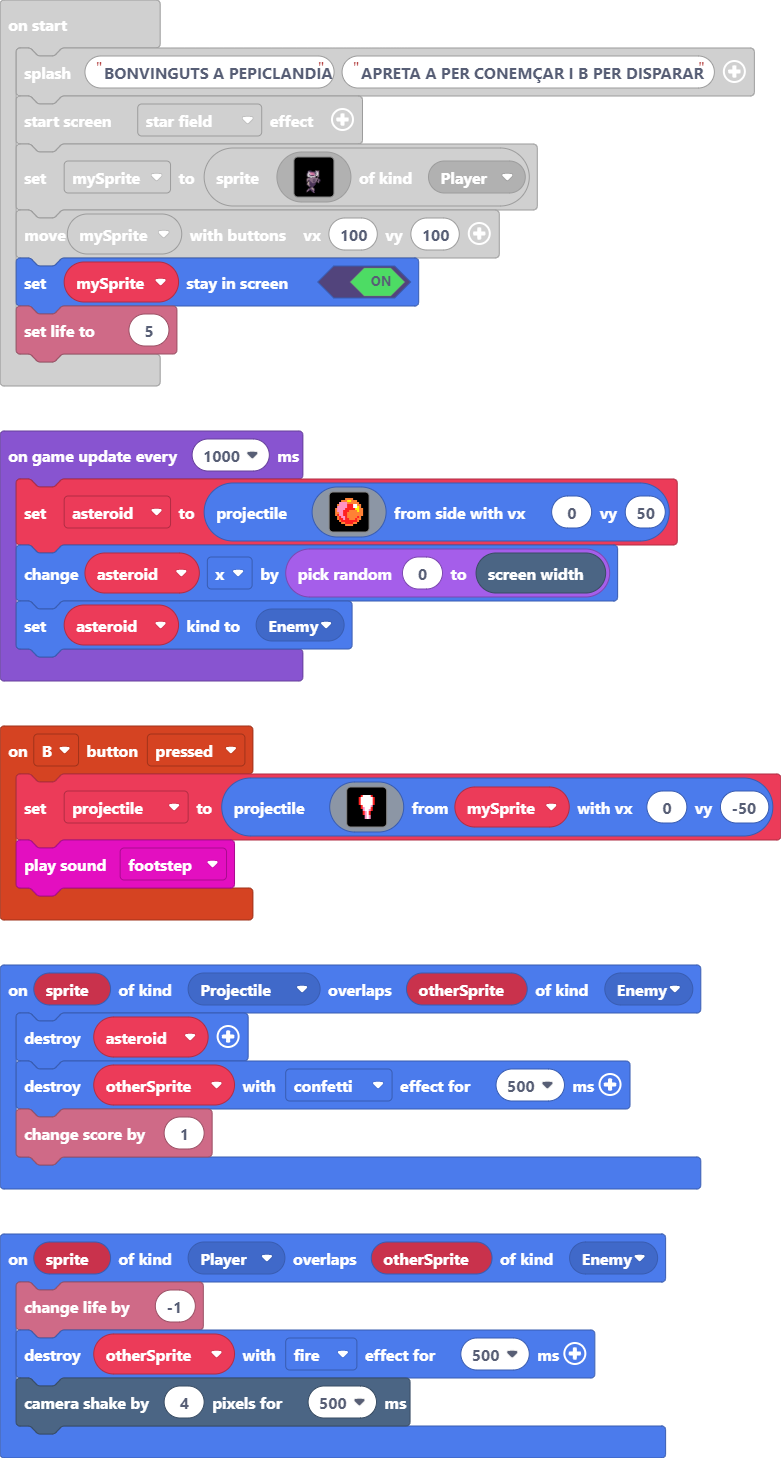 on start
splash "BONVINGUTS A PEPICLANDIA" "APRETA A PER CONEMÇAR I B PER DISPARAR"
start screen star field effect
set mySprite to sprite of kind Player
move mySprite with buttons vx 100 vy 100
set mySprite stay in screen ON
set life to 5
on game update every 1000 ms
set asteroid to projectile from side with vx 0 vy 50
change asteroid x by pick random 0 to screen width
set asteroid kind to Enemy
on B button pressed
set projectile to projectile from mySprite with vx 0 vy -50
play sound footstep
on sprite of kind Projectile overlaps otherSprite of kind Enemy
destroy asteroid
destroy otherSprite with confetti effect for 500 ms
change score by 1
on sprite of kind Player overlaps otherSprite of kind Enemy
change life by -1
destroy otherSprite with fire effect for 500 ms
camera shake by 4 pixels for 500 ms